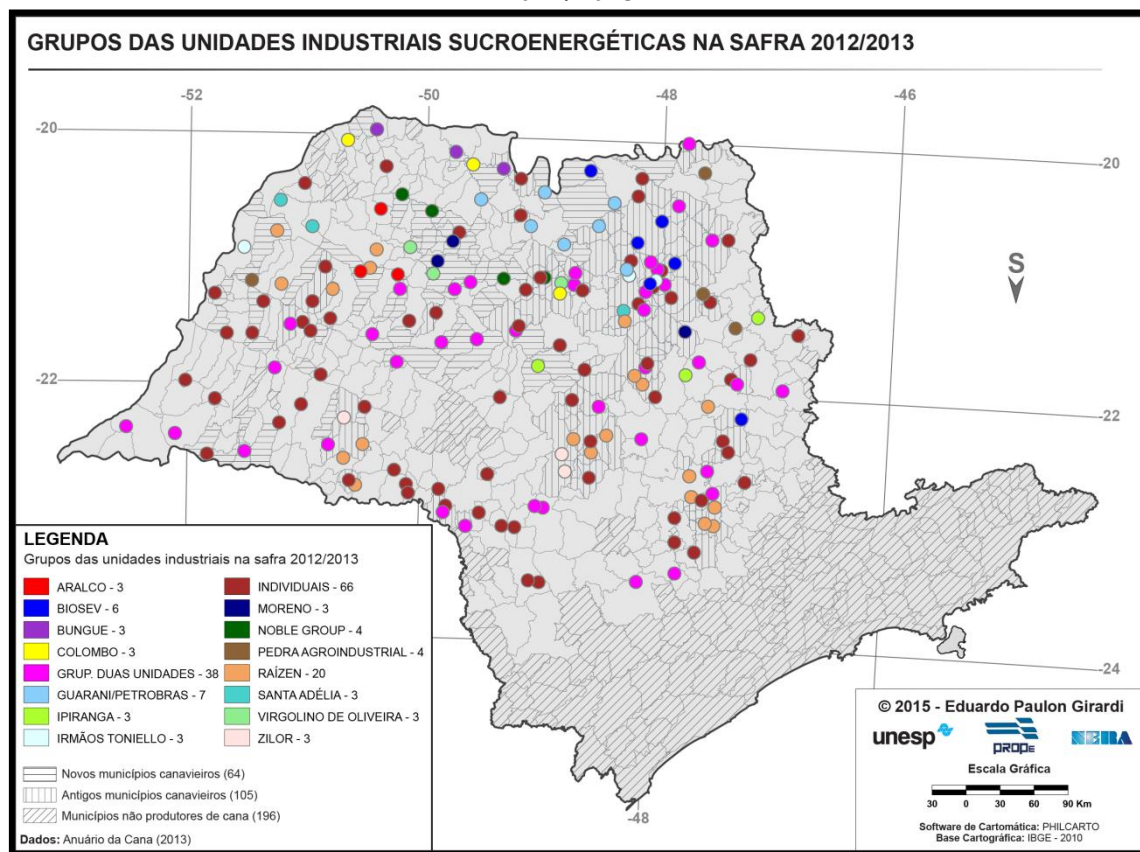 GRUPOS DAS UNIDADES INDUSTRIAIS SUCROENERGÉTICAS NA SAFRA 2012/2013
-52
-50
-48
-46
-20
-20
S
-22
-22
-24
-48
LEGENDA
Grupos das unidades industriais na safra 2012/2013
ARALCO - 3
BIOSEV - 6
BUNGUE - 3
COLOMBO - 3
GRUP. DUAS UNIDADES - 38
GUARANI/PETROBRAS - 7
IPIRANGA - 3
IRMÃOS TONIELLO - 3
INDIVIDUAIS - 66
MORENO - 3
NOBLE GROUP - 4
PEDRA AGROINDUSTRIAL - 4
RAÍZEN - 20
SANTA ADÉLIA - 3
VIRGOLINO DE OLIVEIRA - 3
ZILOR - 3
Novos municípios canavieiros (64)
Antigos municípios canavieiros (105)
Municípios não produtores de cana (196)
Dados: Anuário da Cana (2013)
© 2015 - Eduardo Paulon Girardi
unesp
PROPe
NERA
Escala Gráfica
30 0 30 60 90 Km
Software de Cartomática: PHILCARTO
Base Cartográfica: IBGE - 2010